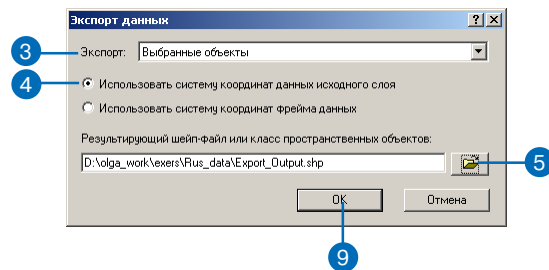 Экспорт данных
3
Экспорт: Выбранные объекты
4
Использовать систему координат данных исходного слоя
Использовать систему координат фрейма данных
Результирующий шейп-файл или класс пространственных объектов:
D:\olga_work\exers\Rus_data\Export_Output.shp
5
OK Отмена
9